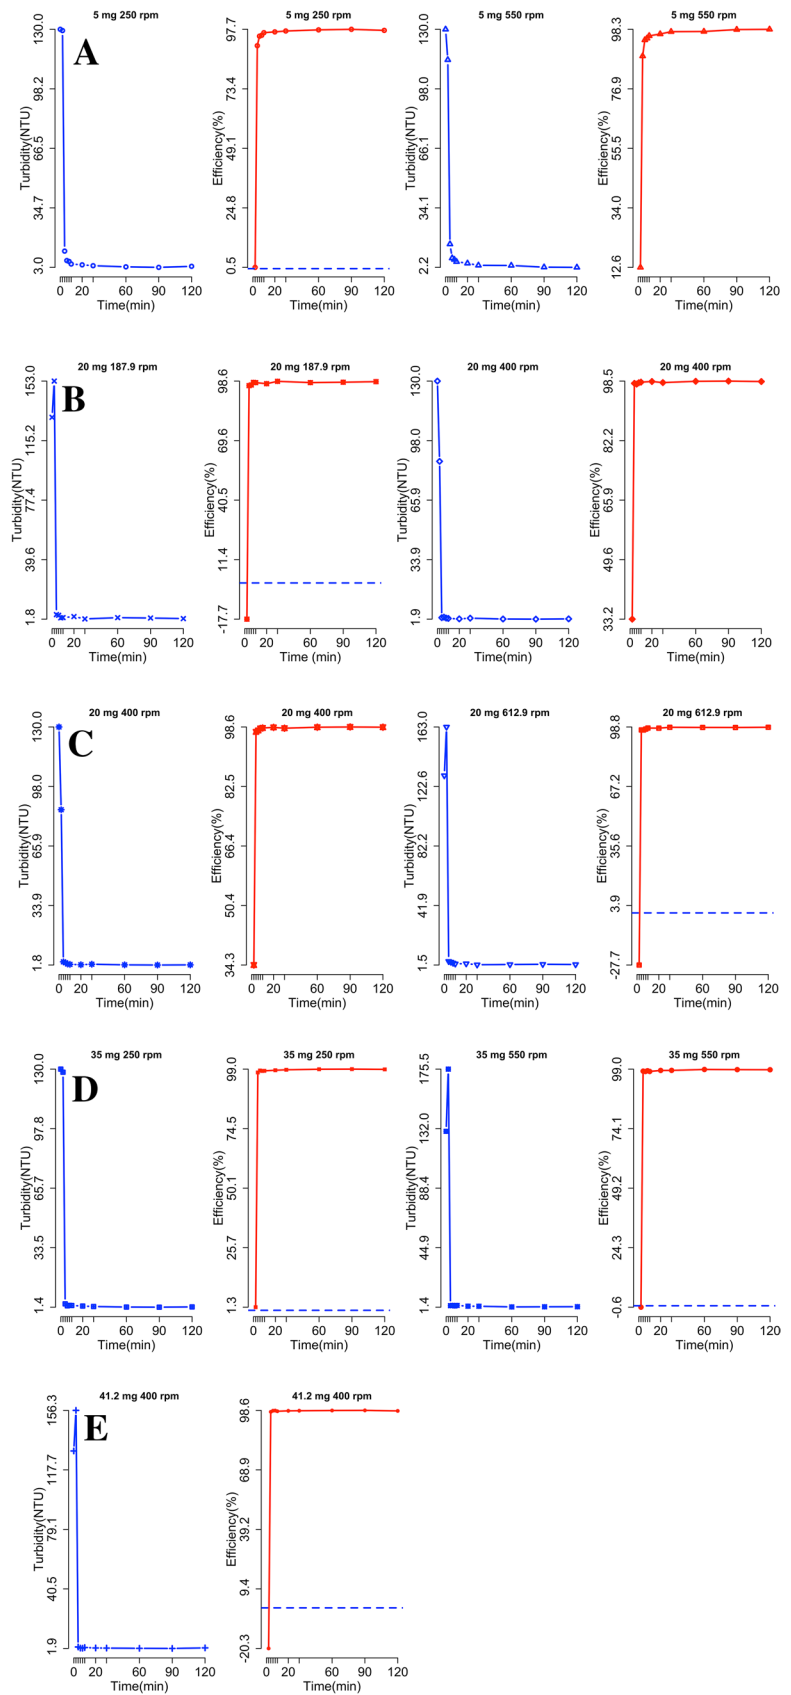 5 mg 250 rpm
A
Turbidity(NTU)
130.0
98.2
66.5
34.7
3.0
0 20 60 90 120
Time(min)
5 mg 250 rpm
Efficiency(%)
97.7
73.4
49.1
24.8
0.5
0 20 60 90 120
Time(min)
5 mg 550 rpm
Turbidity(NTU)
130.0
98.0
66.1
34.1
2.2
0 20 60 90 120
Time(min)
5 mg 550 rpm
Efficiency(%)
98.3
76.9
55.5
34.0
12.6
0 20 60 90 120
Time(min)
20 mg 187.9 rpm
B
Turbidity(NTU)
153.0
115.2
77.4
39.6
1.8
0 20 60 90 120
Time(min)
20 mg 187.9 rpm
Efficiency(%)
98.6
69.6
40.5
11.4
-17.7
0 20 60 90 120
Time (min)
20 mg 400 rpm
Turbidity(NTU)
130.0
98.0
65.9
33.9
1.9
0 20 60 90 120
Time(min)
20 mg 400 rpm
Efficiency(%)
98.5
82.2
65.9
49.6
33.2
0 20 60 90 120
Time(min)
20 mg 400 rpm
C
Turbidity(NTU)
130.0
98.0
65.9
33.9
1.8
0 20 60 90 120
Time(min)
20 mg 400 rpm
Efficiency(%)
98.6
82.5
66.4
50.4
34.3
0 20 60 90 120
Time(min)
20 mg 612.9 rpm
Turbidity(NTU)
163.0
122.6
82.2
41.9
1.5
0 20 60 90 120
Time(min)
20 mg 612.9 rpm
Efficiency(%)
98.8
67.2
35.6
3.9
-27.7
0 20 60 90 120
Time(min)
35 mg 250 rpm
D
Turbidity(NTU)
130.0
97.8
65.7
33.5
1.4
0 20 60 90 120
Time(min)
35 mg 250 rpm
Efficiency(%)
99.0
74.5
50.1
25.7
1.3
0 20 60 90 120
Time(min)
35 mg 550 rpm
Turbidity(NTU)
175.5
132.0
88.4
44.9
1.4
0 20 60 90 120
Time(min)
35 mg 550 rpm
Efficiency(%)
99.0
74.1
49.2
24.3
-0.6
0 20 60 90 120
Time(min)
41.2 mg 400 rpm
E
Turbidity(NTU)
156.3
117.7
79.1
40.5
1.9
0 20 60 90 120
Time(min)
41.2 mg 400 rpm
Efficiency(%)
98.6
68.9
39.2
9.4
-20.3
0 20 60 90 120
Time(min)